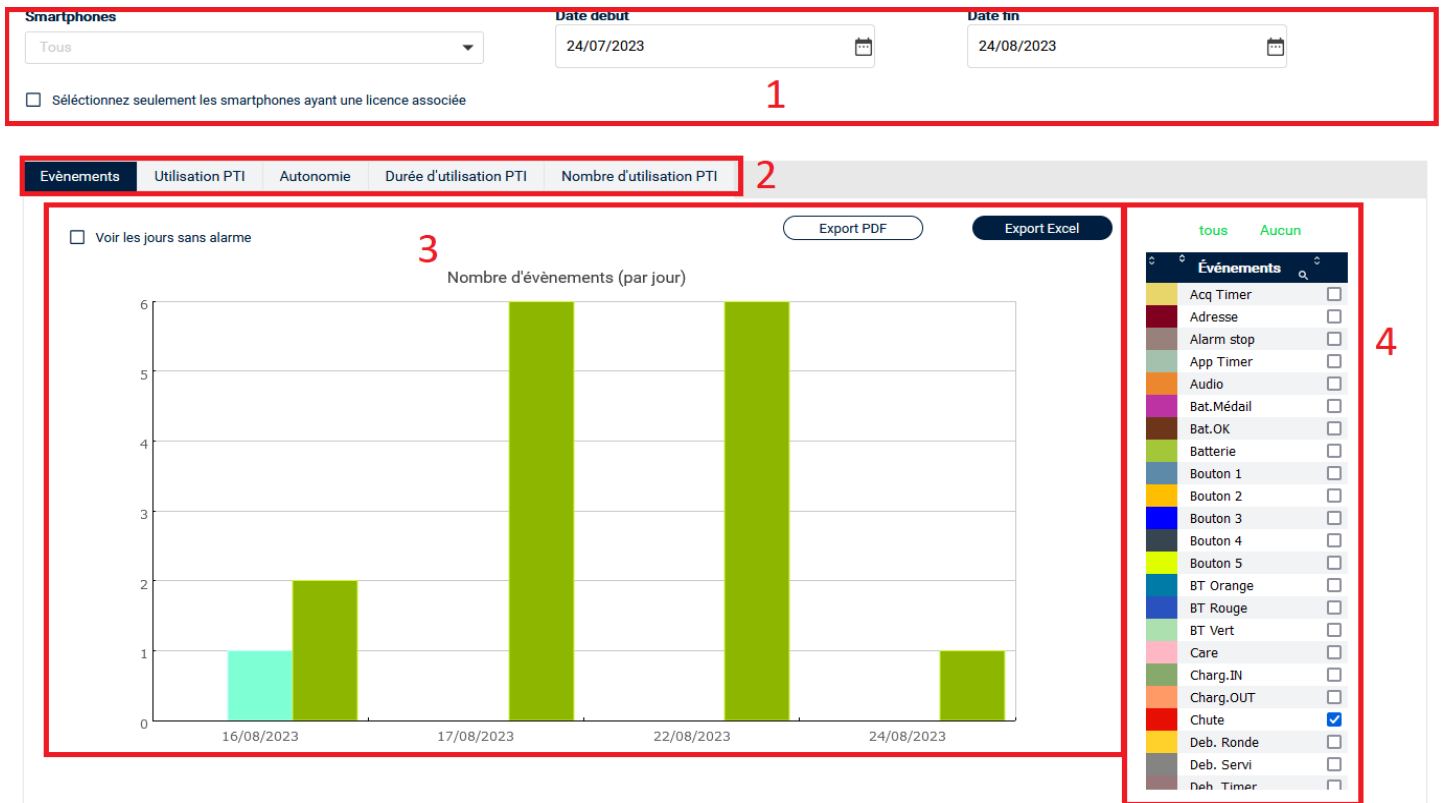 Smartphones Date début Date fin
Tous 24/07/2023 24/08/2023
Séléctionnez seulement les smartphones ayant une licence associée
1
Evènements Utilisation PTI Autonomie Durée d'utilisation PTI Nombre d'utilisation PTI
2
Voir les jours sans alarme
3
Export PDF Export Excel
Nombre d'évènements (par jour)
6
5
4
3
2
1
0
16/08/2023 17/08/2023 22/08/2023 24/08/2023
tous Aucun
Événements
Acq Timer
Adresse
Alarm stop
App Timer
Audio
Bat.Médail
Bat.OK
Batterie
Bouton 1
Bouton 2
Bouton 3
Bouton 4
Bouton 5
BT Orange
BT Rouge
BT Vert
Care
Charg.IN
Charg.OUT
Chute
Deb. Ronde
Deb. Servi
Deb. Timer
4